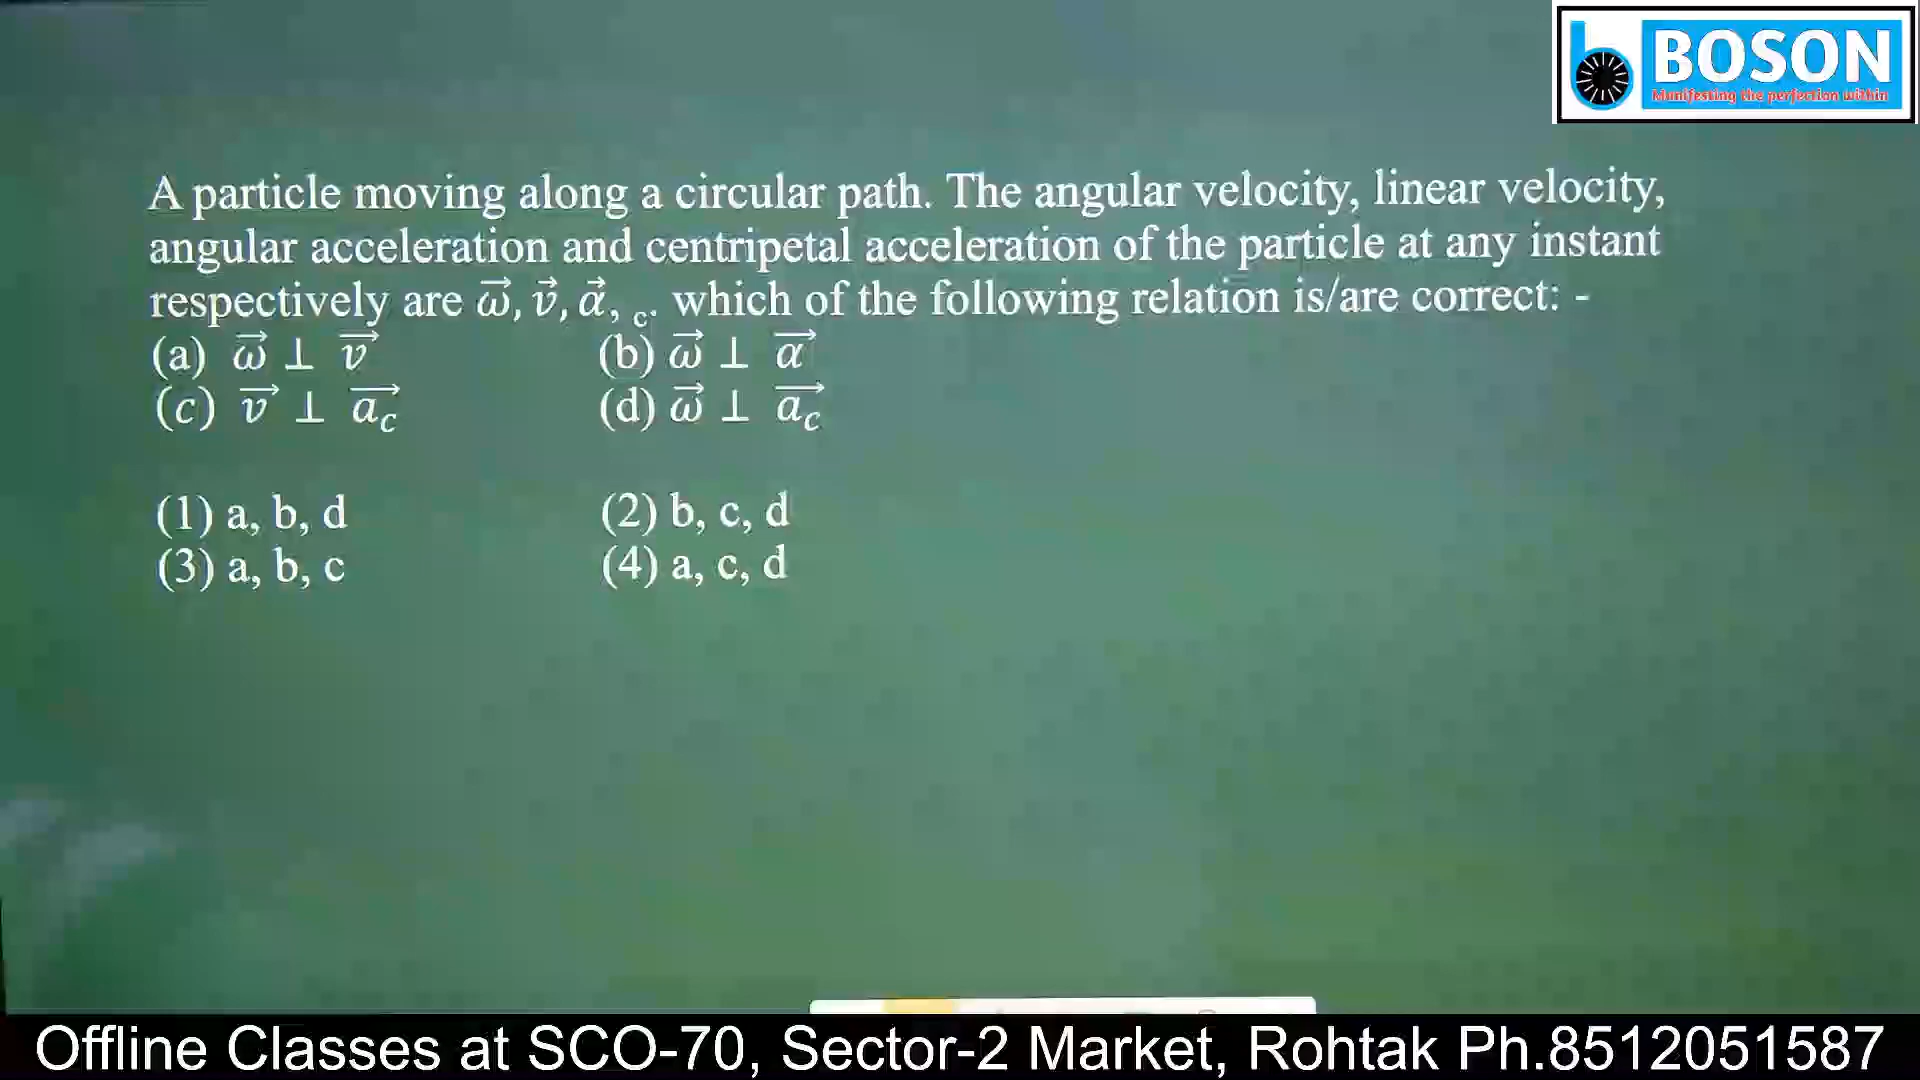 BOSON
Manifesting the perfection within
A particle moving along a circular path. The angular velocity, linear velocity,
angular acceleration and centripetal acceleration of the particle at any instant
respectively are ω⃗, v⃗, α⃗, c. which of the following relation is/are correct: -
(a) ω⃗ ⊥ v⃗ (b) ω⃗ ⊥ α⃗
(c) v⃗ ⊥ a⃗_c (d) ω⃗ ⊥ a⃗_c
(1) a, b, d (2) b, c, d
(3) a, b, c (4) a, c, d
Offline Classes at SCO-70, Sector-2 Market, Rohtak Ph.8512051587